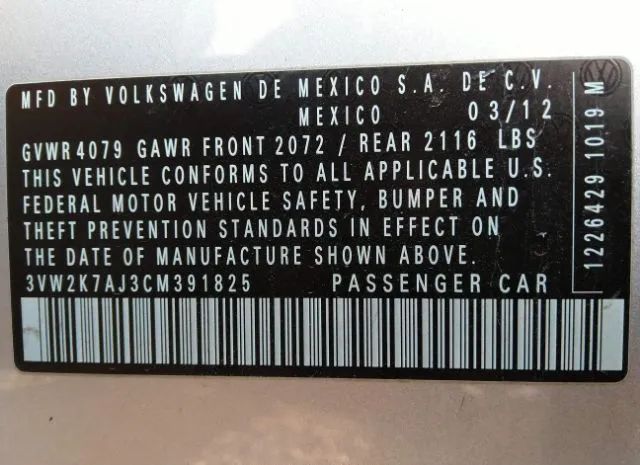 MFD BY VOLKSWAGEN DE MEXICO S.A. DE C.V.
MEXICO 03/12
GVWR 4079 GAWR FRONT 2072 / REAR 2116 LBS
THIS VEHICLE CONFORMS TO ALL APPLICABLE U.S.
FEDERAL MOTOR VEHICLE SAFETY, BUMPER AND
THEFT PREVENTION STANDARDS IN EFFECT ON
THE DATE OF MANUFACTURE SHOWN ABOVE.
3VW2K7AJ3CM391825 PASSENGER CAR
1226429 1019 M